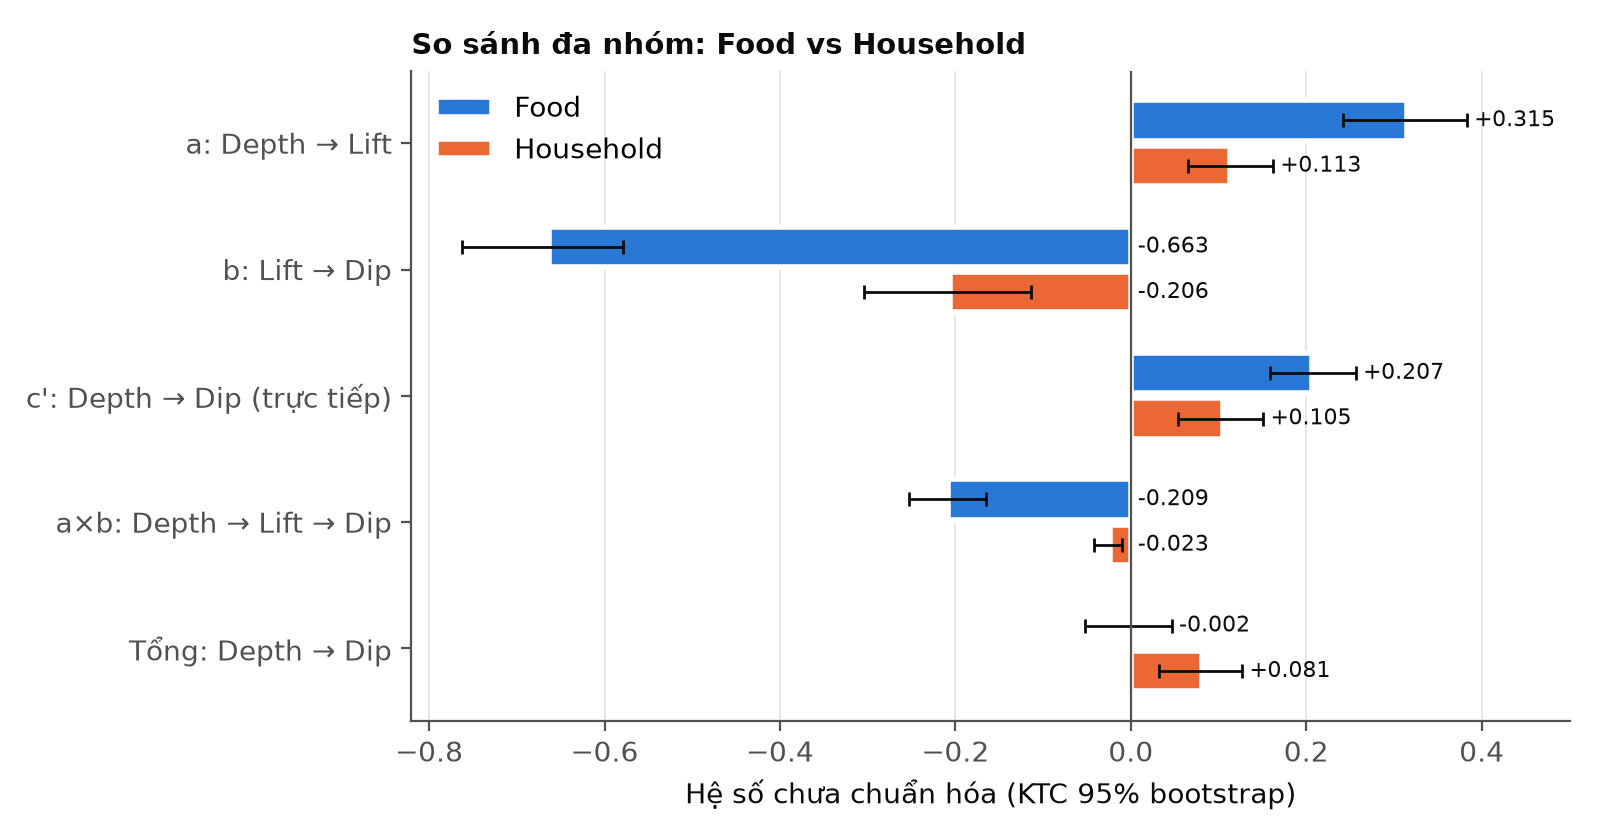 So sánh đa nhóm: Food vs Household
Food
Household
a: Depth → Lift
+0.315
+0.113
b: Lift → Dip
-0.663
-0.206
c': Depth → Dip (trực tiếp)
+0.207
+0.105
a×b: Depth → Lift → Dip
-0.209
-0.023
Tổng: Depth → Dip
-0.002
+0.081
−0.8 −0.6 −0.4 −0.2 0.0 0.2 0.4
Hệ số chưa chuẩn hóa (KTC 95% bootstrap)